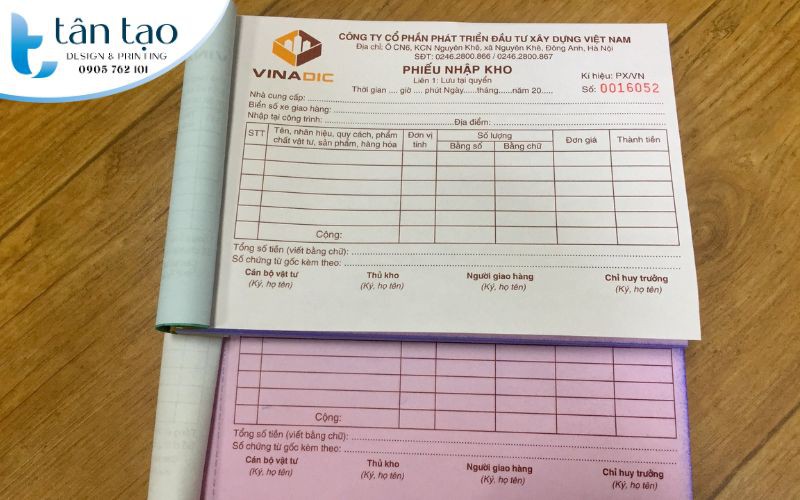 tân tạo
DESIGN & PRINTING
0905 762 101
VINADIC
CÔNG TY CỔ PHẦN PHÁT TRIỂN ĐẦU TƯ XÂY DỰNG VIỆT NAM
Địa chỉ: Ô CN6, KCN Nguyên Khê, xã Nguyên Khê, Đông Anh, Hà Nội
SĐT: 0246.2800.866 / 0246.2800.867
PHIẾU NHẬP KHO
Liên 1: Lưu tại quyển
Thời gian .... giờ .... phút Ngày......tháng......năm 20.....
Kí hiệu: PX/VN
Số: 0016052
Nhà cung cấp:
Biển số xe giao hàng:
Nhập tại công trình: Địa điểm:
STT Tên, nhãn hiệu, quy cách, phẩm chất vật tư, sản phẩm, hàng hóa Đơn vị tính Số lượng Đơn giá Thành tiền
Bằng số Bằng chữ
Cộng:
Tổng số tiền (viết bằng chữ):
Số chứng từ gốc kèm theo:
Cán bộ vật tư Thủ kho Người giao hàng Chỉ huy trưởng
(Ký, họ tên) (Ký, họ tên) (Ký, họ tên) (Ký, họ tên)
Cộng:
Tổng số tiền (viết bằng chữ):
Số chứng từ gốc kèm theo:
Cán bộ vật tư Thủ kho Người giao hàng Chỉ huy trưởng
(Ký, họ tên) (Ký, họ tên) (Ký, họ tên) (Ký, họ tên)